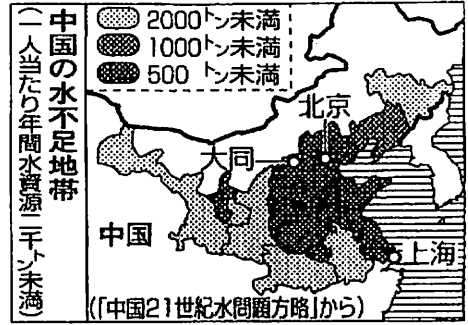 中国の水不足地帯
(一人当たり年間水資源二千㌧未満)
2000㌧未満
1000㌧未満
500㌧未満
北京
大同
中国
上海
(「中国21世紀水問題方略」から)